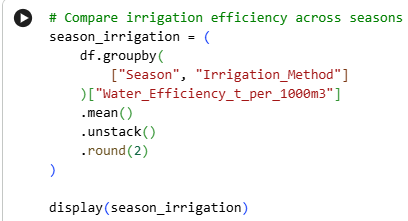 # Compare irrigation efficiency across seasons
season_irrigation = (
    df.groupby(
        ["Season", "Irrigation_Method"]
    )["Water_Efficiency_t_per_1000m3"]
    .mean()
    .unstack()
    .round(2)
)
display(season_irrigation)